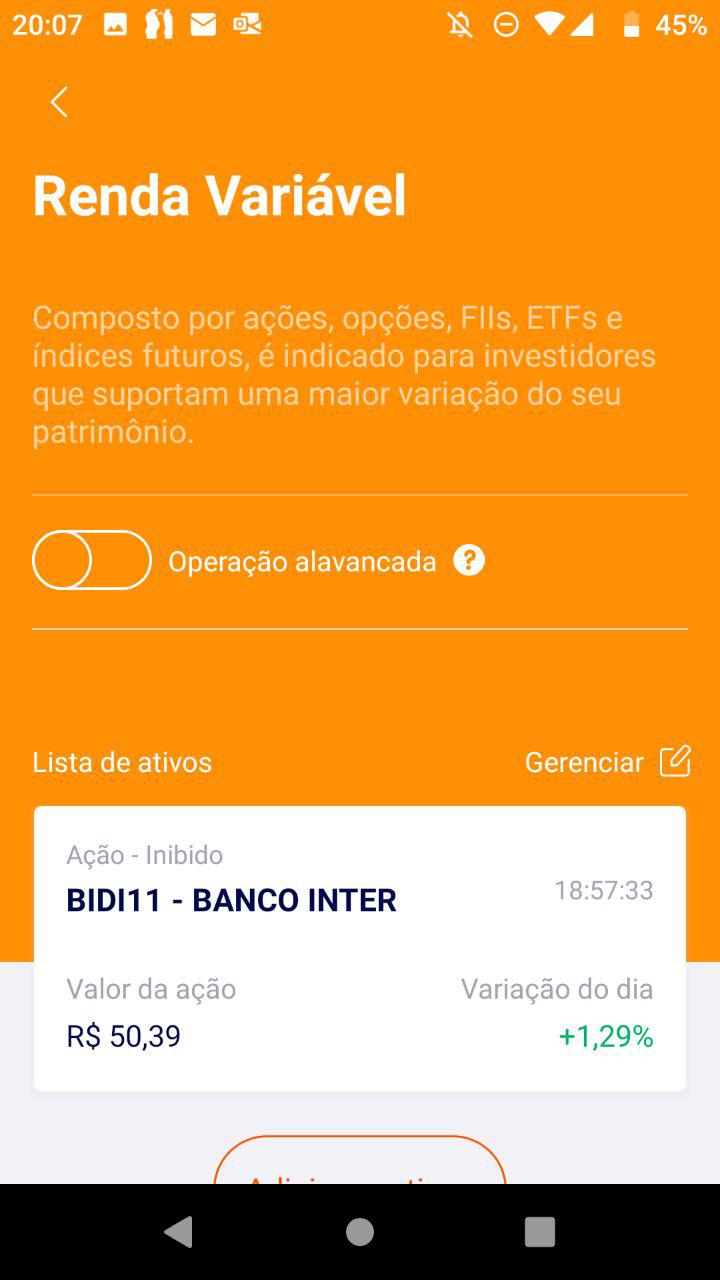 20:07
45%
Renda Variável
Composto por ações, opções, FIIs, ETFs e
índices futuros, é indicado para investidores
que suportam uma maior variação do seu
patrimônio.
Operação alavancada ?
Lista de ativos
Gerenciar
Ação - Inibido
BIDI11 - BANCO INTER
18:57:33
Valor da ação
Variação do dia
R$ 50,39
+1,29%